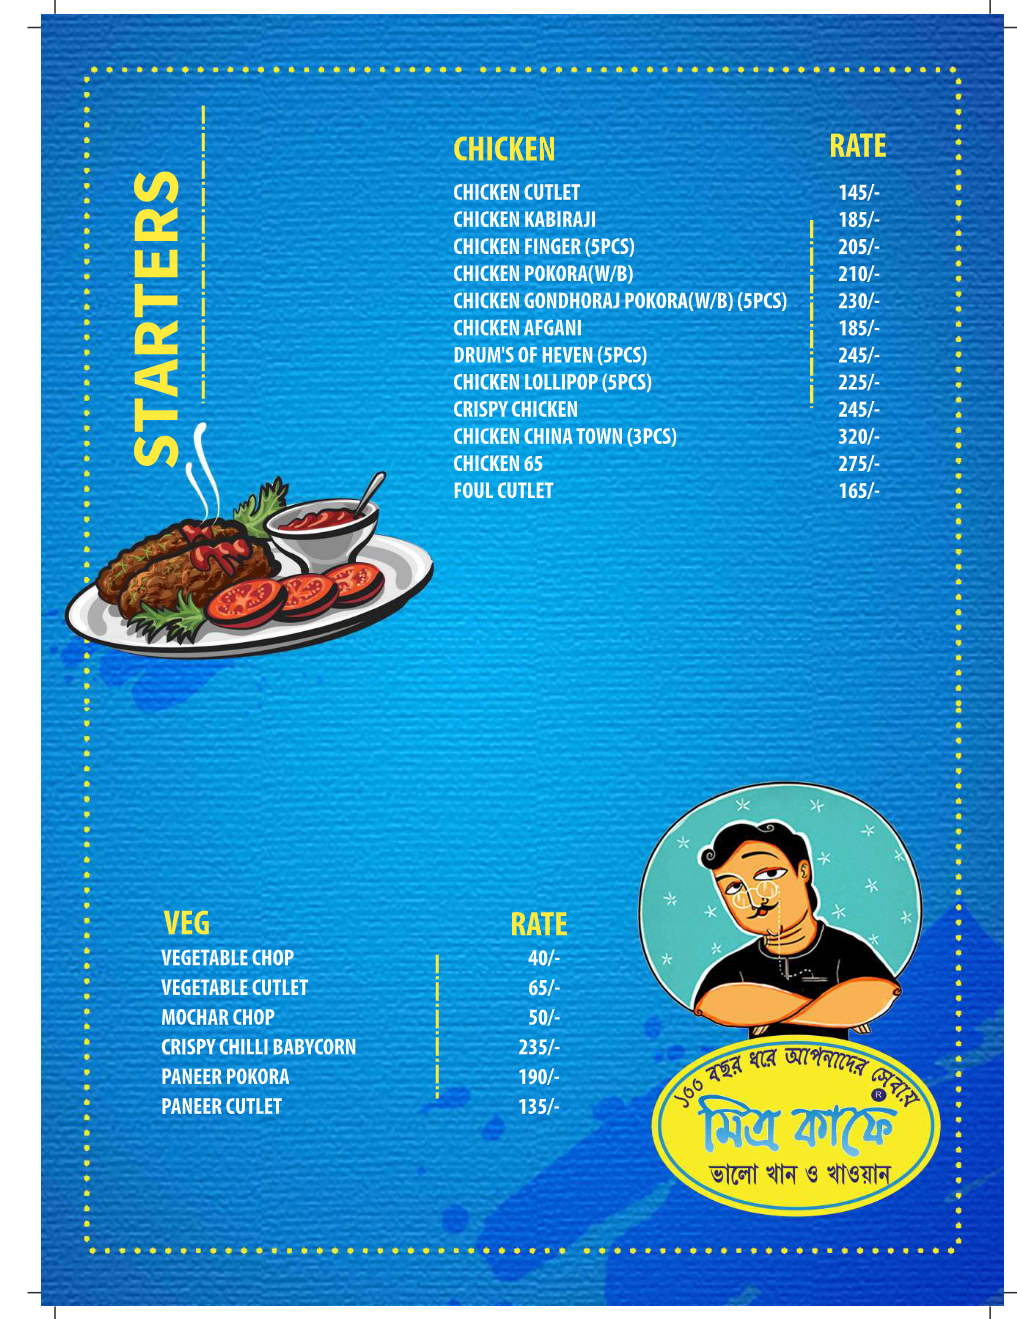 STARTERS
CHICKEN RATE
CHICKEN CUTLET 145/-
CHICKEN KABIRAJI 185/-
CHICKEN FINGER (5PCS) 205/-
CHICKEN POKORA(W/B) 210/-
CHICKEN GONDHORAJ POKORA(W/B) (5PCS) 230/-
CHICKEN AFGANI 185/-
DRUM'S OF HEVEN (5PCS) 245/-
CHICKEN LOLLIPOP (5PCS) 225/-
CRISPY CHICKEN 245/-
CHICKEN CHINA TOWN (3PCS) 320/-
CHICKEN 65 275/-
FOUL CUTLET 165/-
VEG RATE
VEGETABLE CHOP 40/-
VEGETABLE CUTLET 65/-
MOCHAR CHOP 50/-
CRISPY CHILLI BABYCORN 235/-
PANEER POKORA 190/-
PANEER CUTLET 135/-
১০০ বছর ধরে আপনাদের সেবায়
®
মিত্র কাফে
ভালো খান ও খাওয়ান